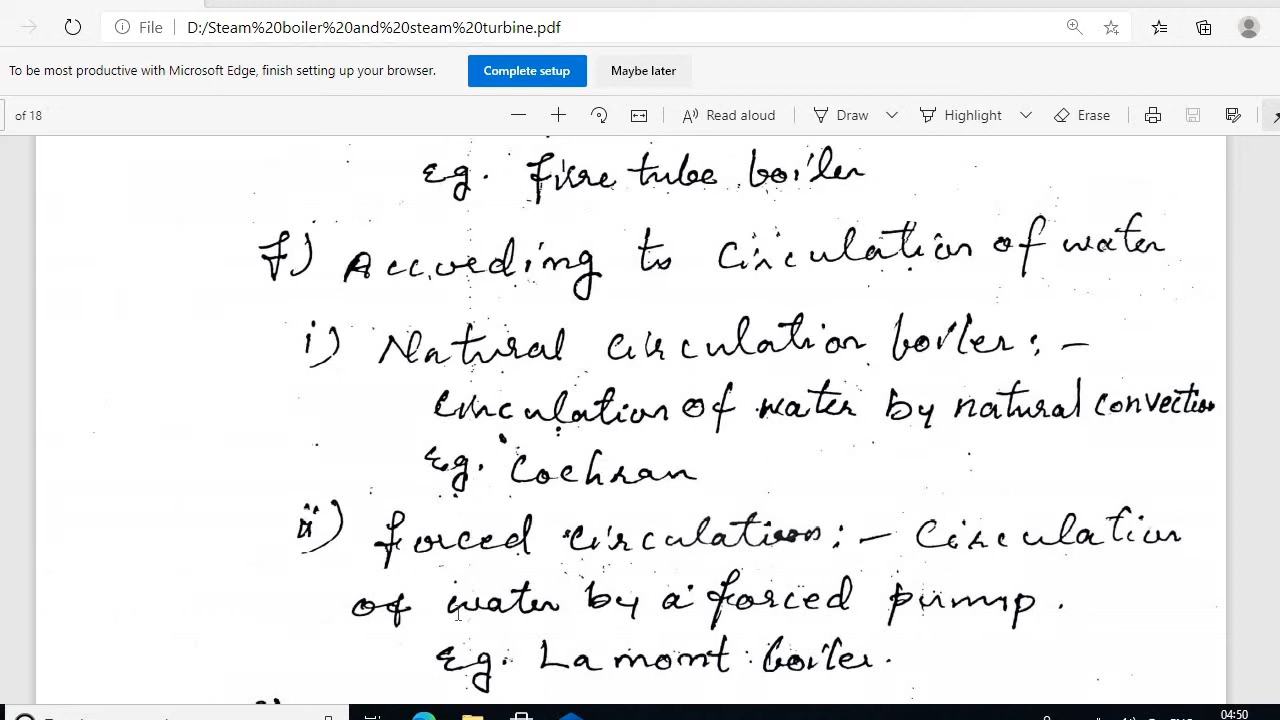 File D:/Steam%20boiler%20and%20steam%20turbine.pdf
To be most productive with Microsoft Edge, finish setting up your browser. Complete setup Maybe later
of 18 Read aloud Draw Highlight Erase
Eg. Fire tube boiler
f) According to Circulation of water
i) Natural circulation boiler :-
Circulation of water by natural convection
Eg. Cochran
ii) forced circulation :- Circulation
of water by a forced pump.
Eg. La mont boiler.
04:50